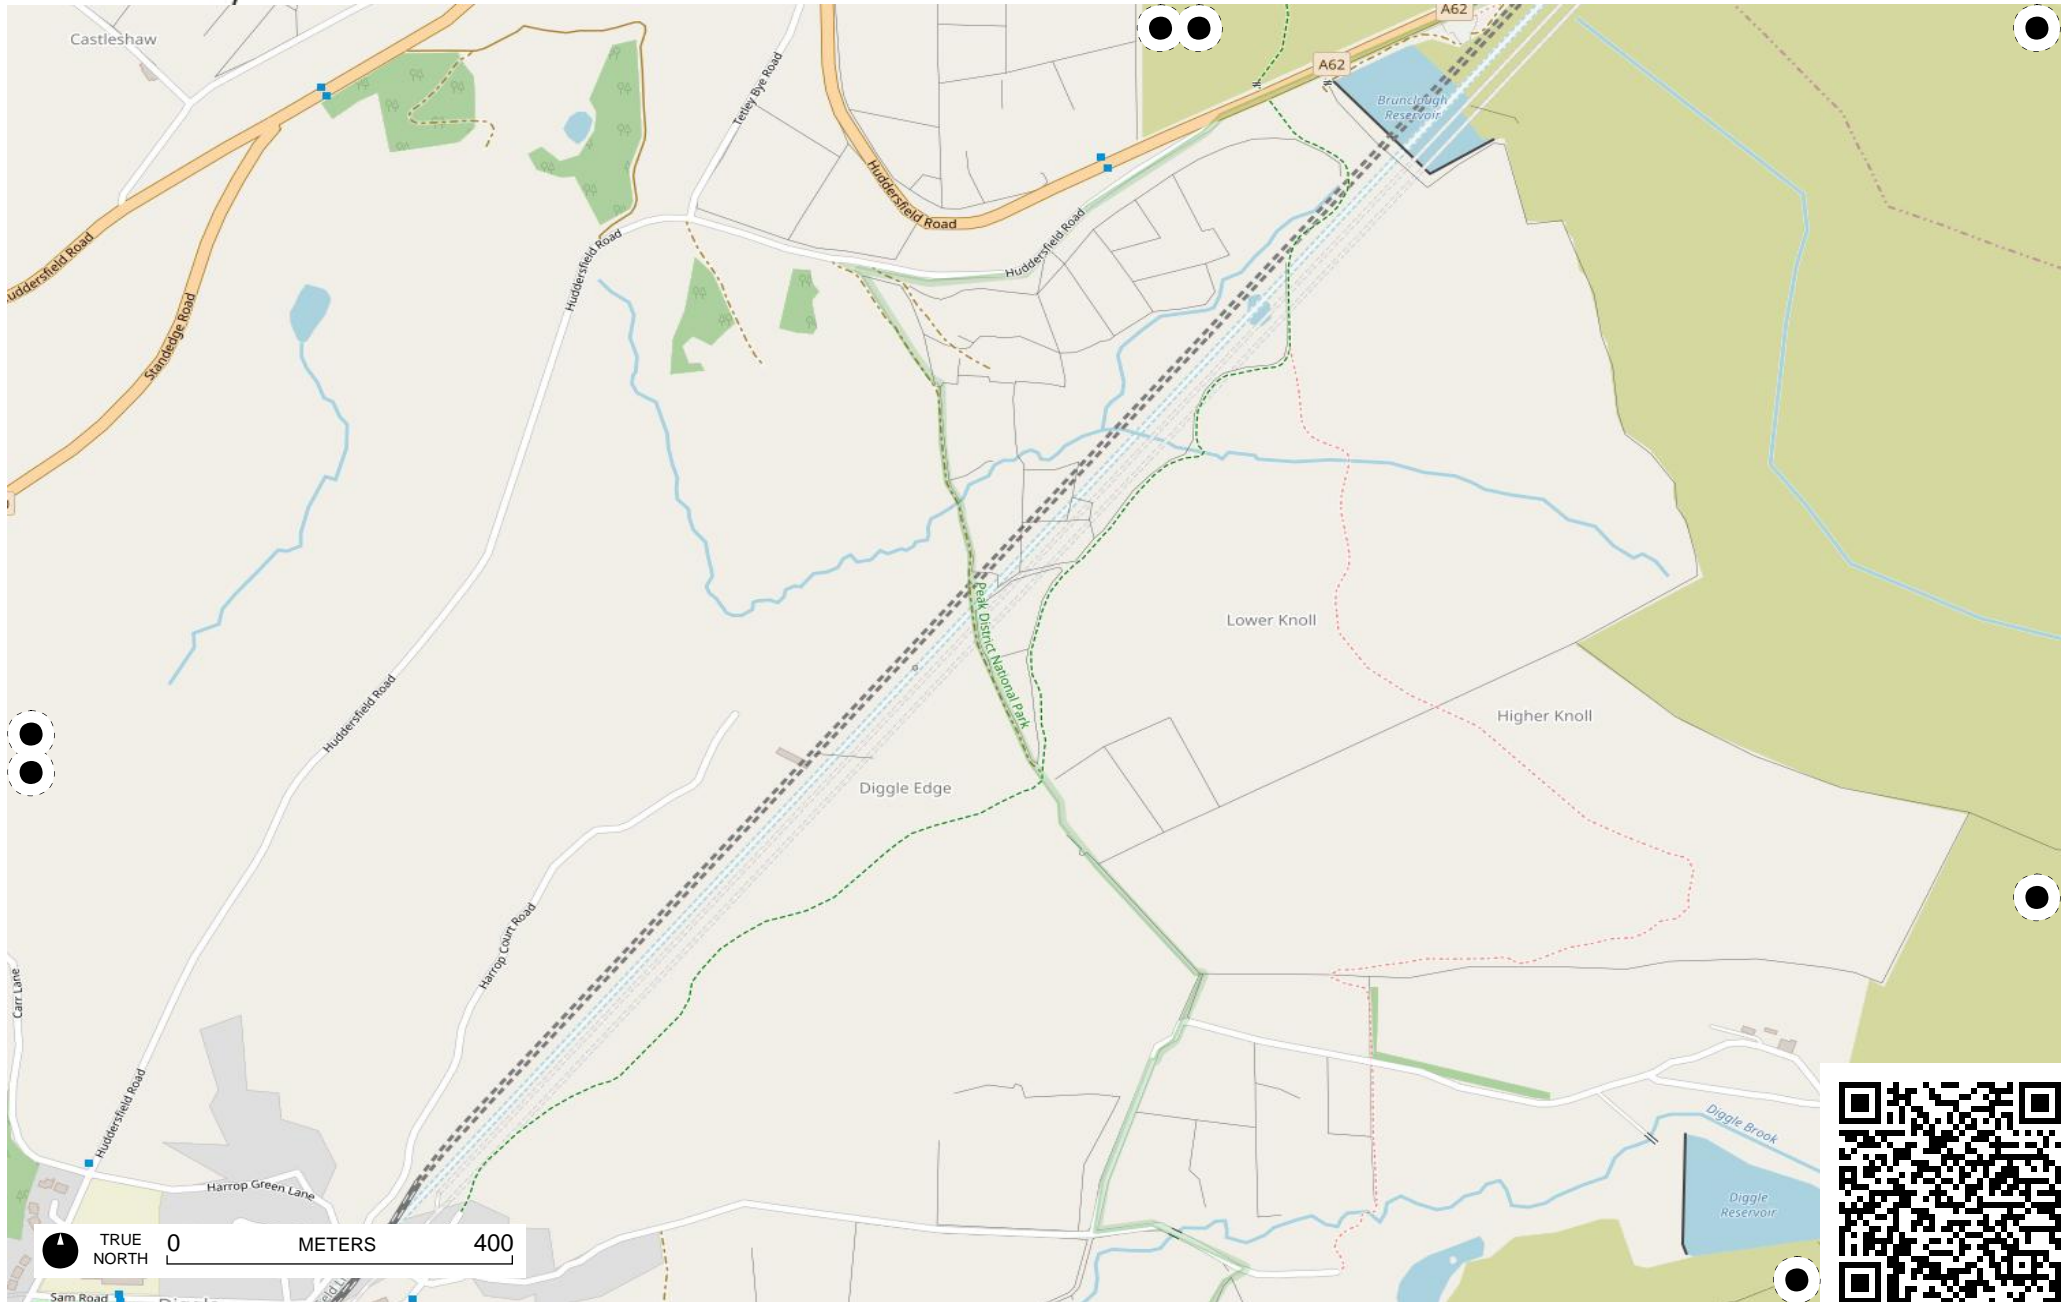 Castleshaw
A62
A62
Brunclough
Reservoir
Tetley Bye Road
Huddersfield Road
Huddersfield Road
Huddersfield Road
Huddersfield Road
Standedge Road
Peak District National Park
Lower Knoll
Higher Knoll
Huddersfield Road
Diggle Edge
Harrop Court Road
Carr Lane
Huddersfield Road
Diggle Brook
Harrop Green Lane
Diggle
Reservoir
TRUE
NORTH
0 METERS 400
Sam Road